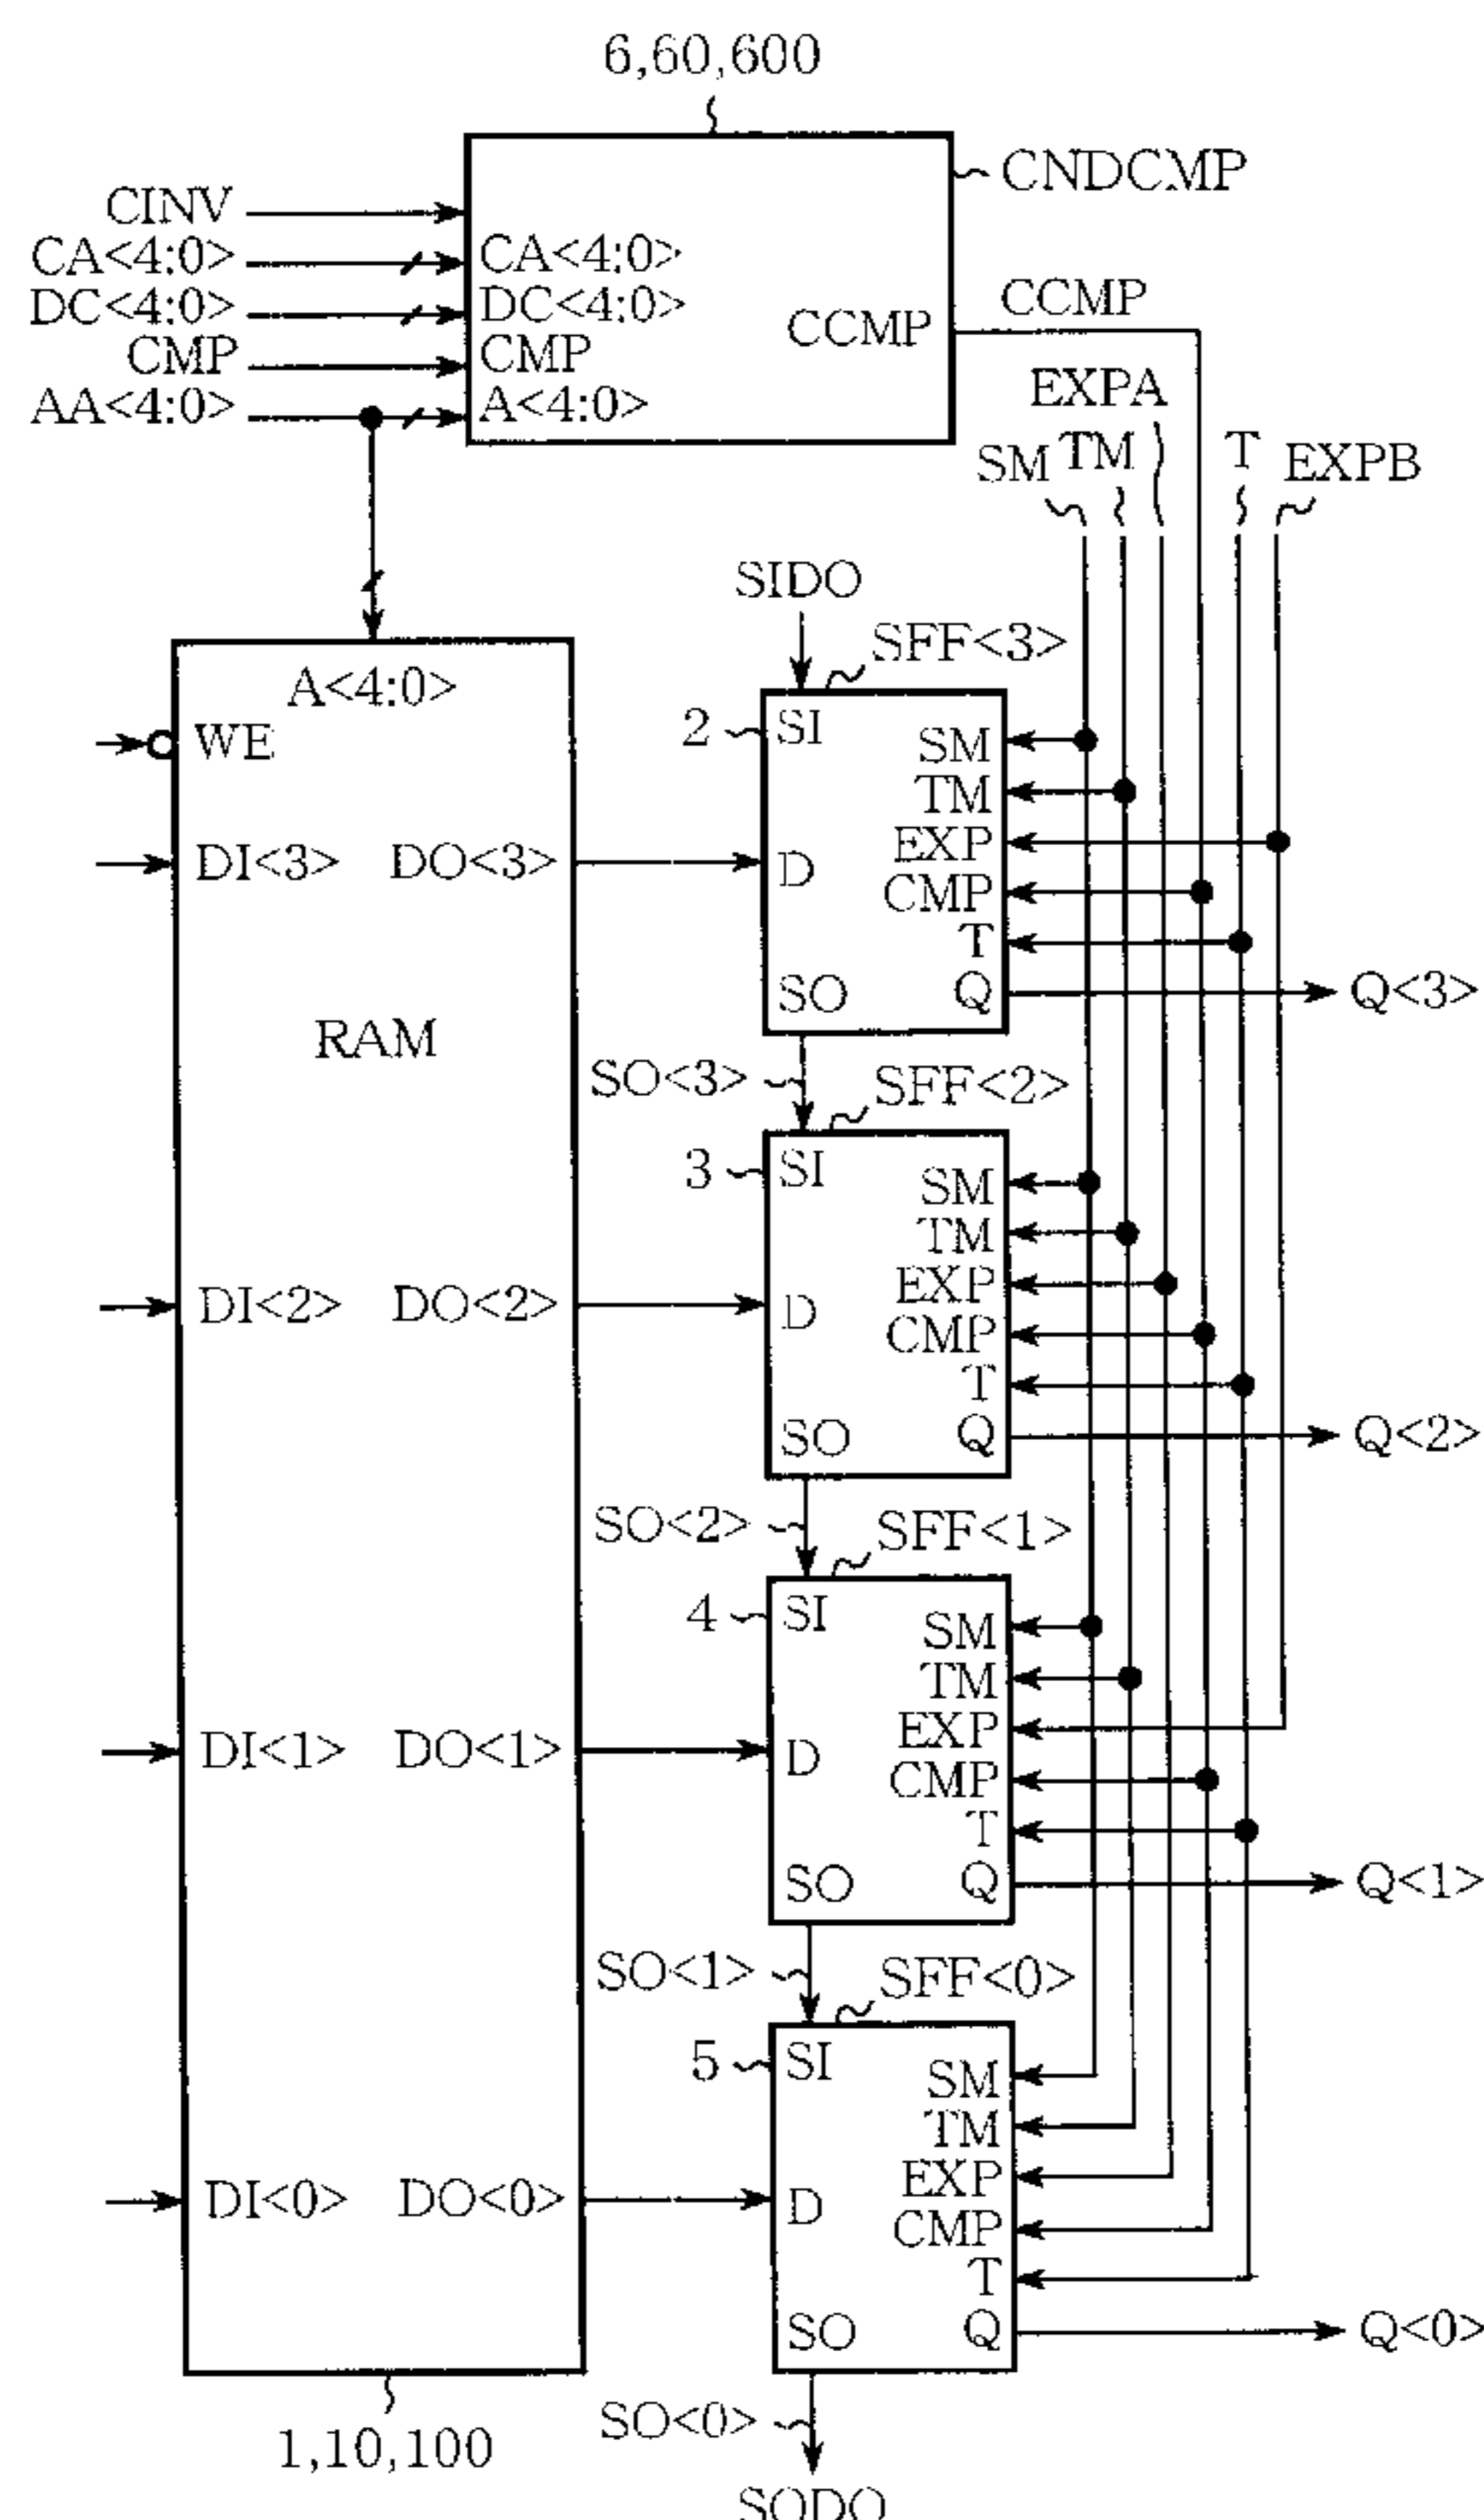 6,60,600
CNDCMP
CINV
CA<4:0> CA<4:0>
DC<4:0> DC<4:0>
CCMP CCMP
CMP CMP
AA<4:0> A<4:0>
EXPA
SM TM T EXPB
SIDO
SFF<3>
A<4:0>
2 SI SM
WE
TM
EXP
DI<3> DO<3> D
CMP
T
SO Q Q<3>
RAM
SO<3> SFF<2>
3 SI SM
TM
EXP
DI<2> DO<2> D
CMP
T
SO Q Q<2>
SO<2> SFF<1>
4 SI SM
TM
EXP
DI<1> DO<1> D
CMP
T
SO Q Q<1>
SO<1> SFF<0>
5 SI SM
TM
EXP
DI<0> DO<0> D
CMP
T
SO Q Q<0>
SO<0>
1,10,100
SODO